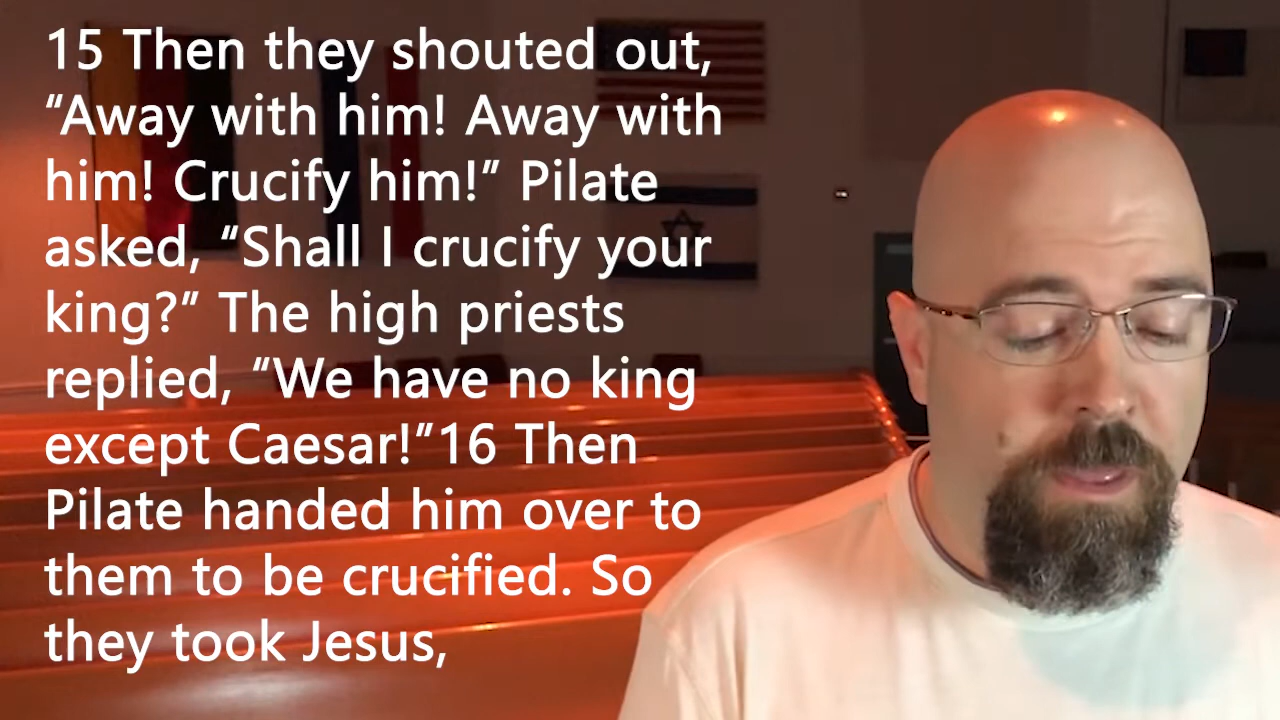 15 Then they shouted out,
“Away with him! Away with
him! Crucify him!” Pilate
asked, “Shall I crucify your
king?” The high priests
replied, “We have no king
except Caesar!”16 Then
Pilate handed him over to
them to be crucified. So
they took Jesus,